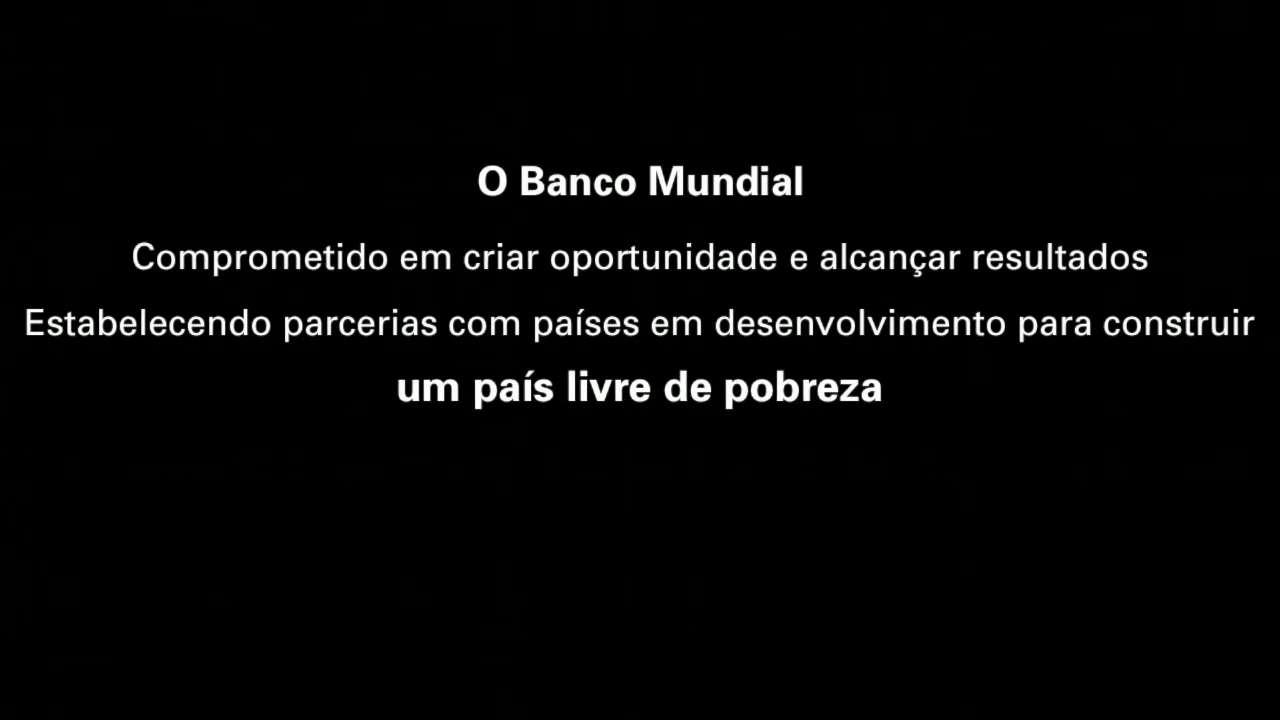 O Banco Mundial
Comprometido em criar oportunidade e alcançar resultados
Estabelecendo parcerias com países em desenvolvimento para construir
um país livre de pobreza